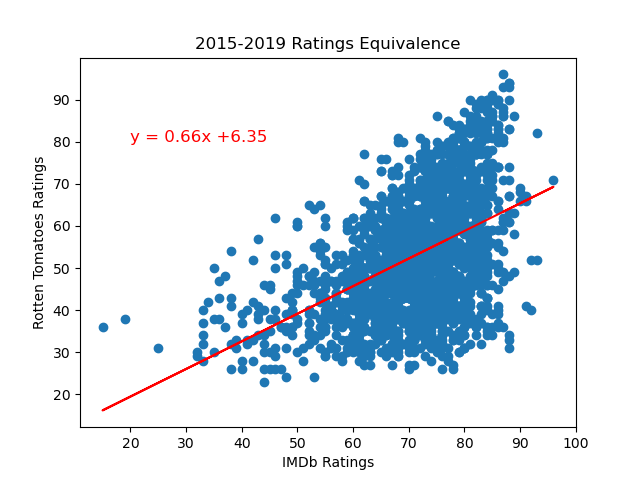 2015-2019 Ratings Equivalence
y = 0.66x +6.35
Rotten Tomatoes Ratings
90
80
70
60
50
40
30
20
20 30 40 50 60 70 80 90 100
IMDb Ratings